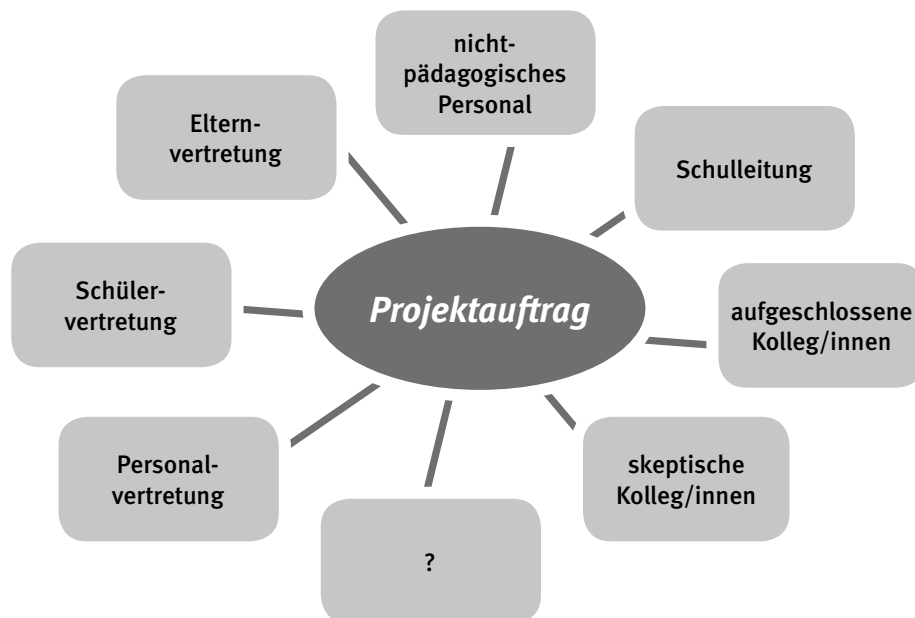 nicht-
pädagogisches
Personal
Eltern-
vertretung
Schulleitung
Schüler-
vertretung
Projektauftrag
aufgeschlossene
Kolleg/innen
Personal-
vertretung
skeptische
Kolleg/innen
?